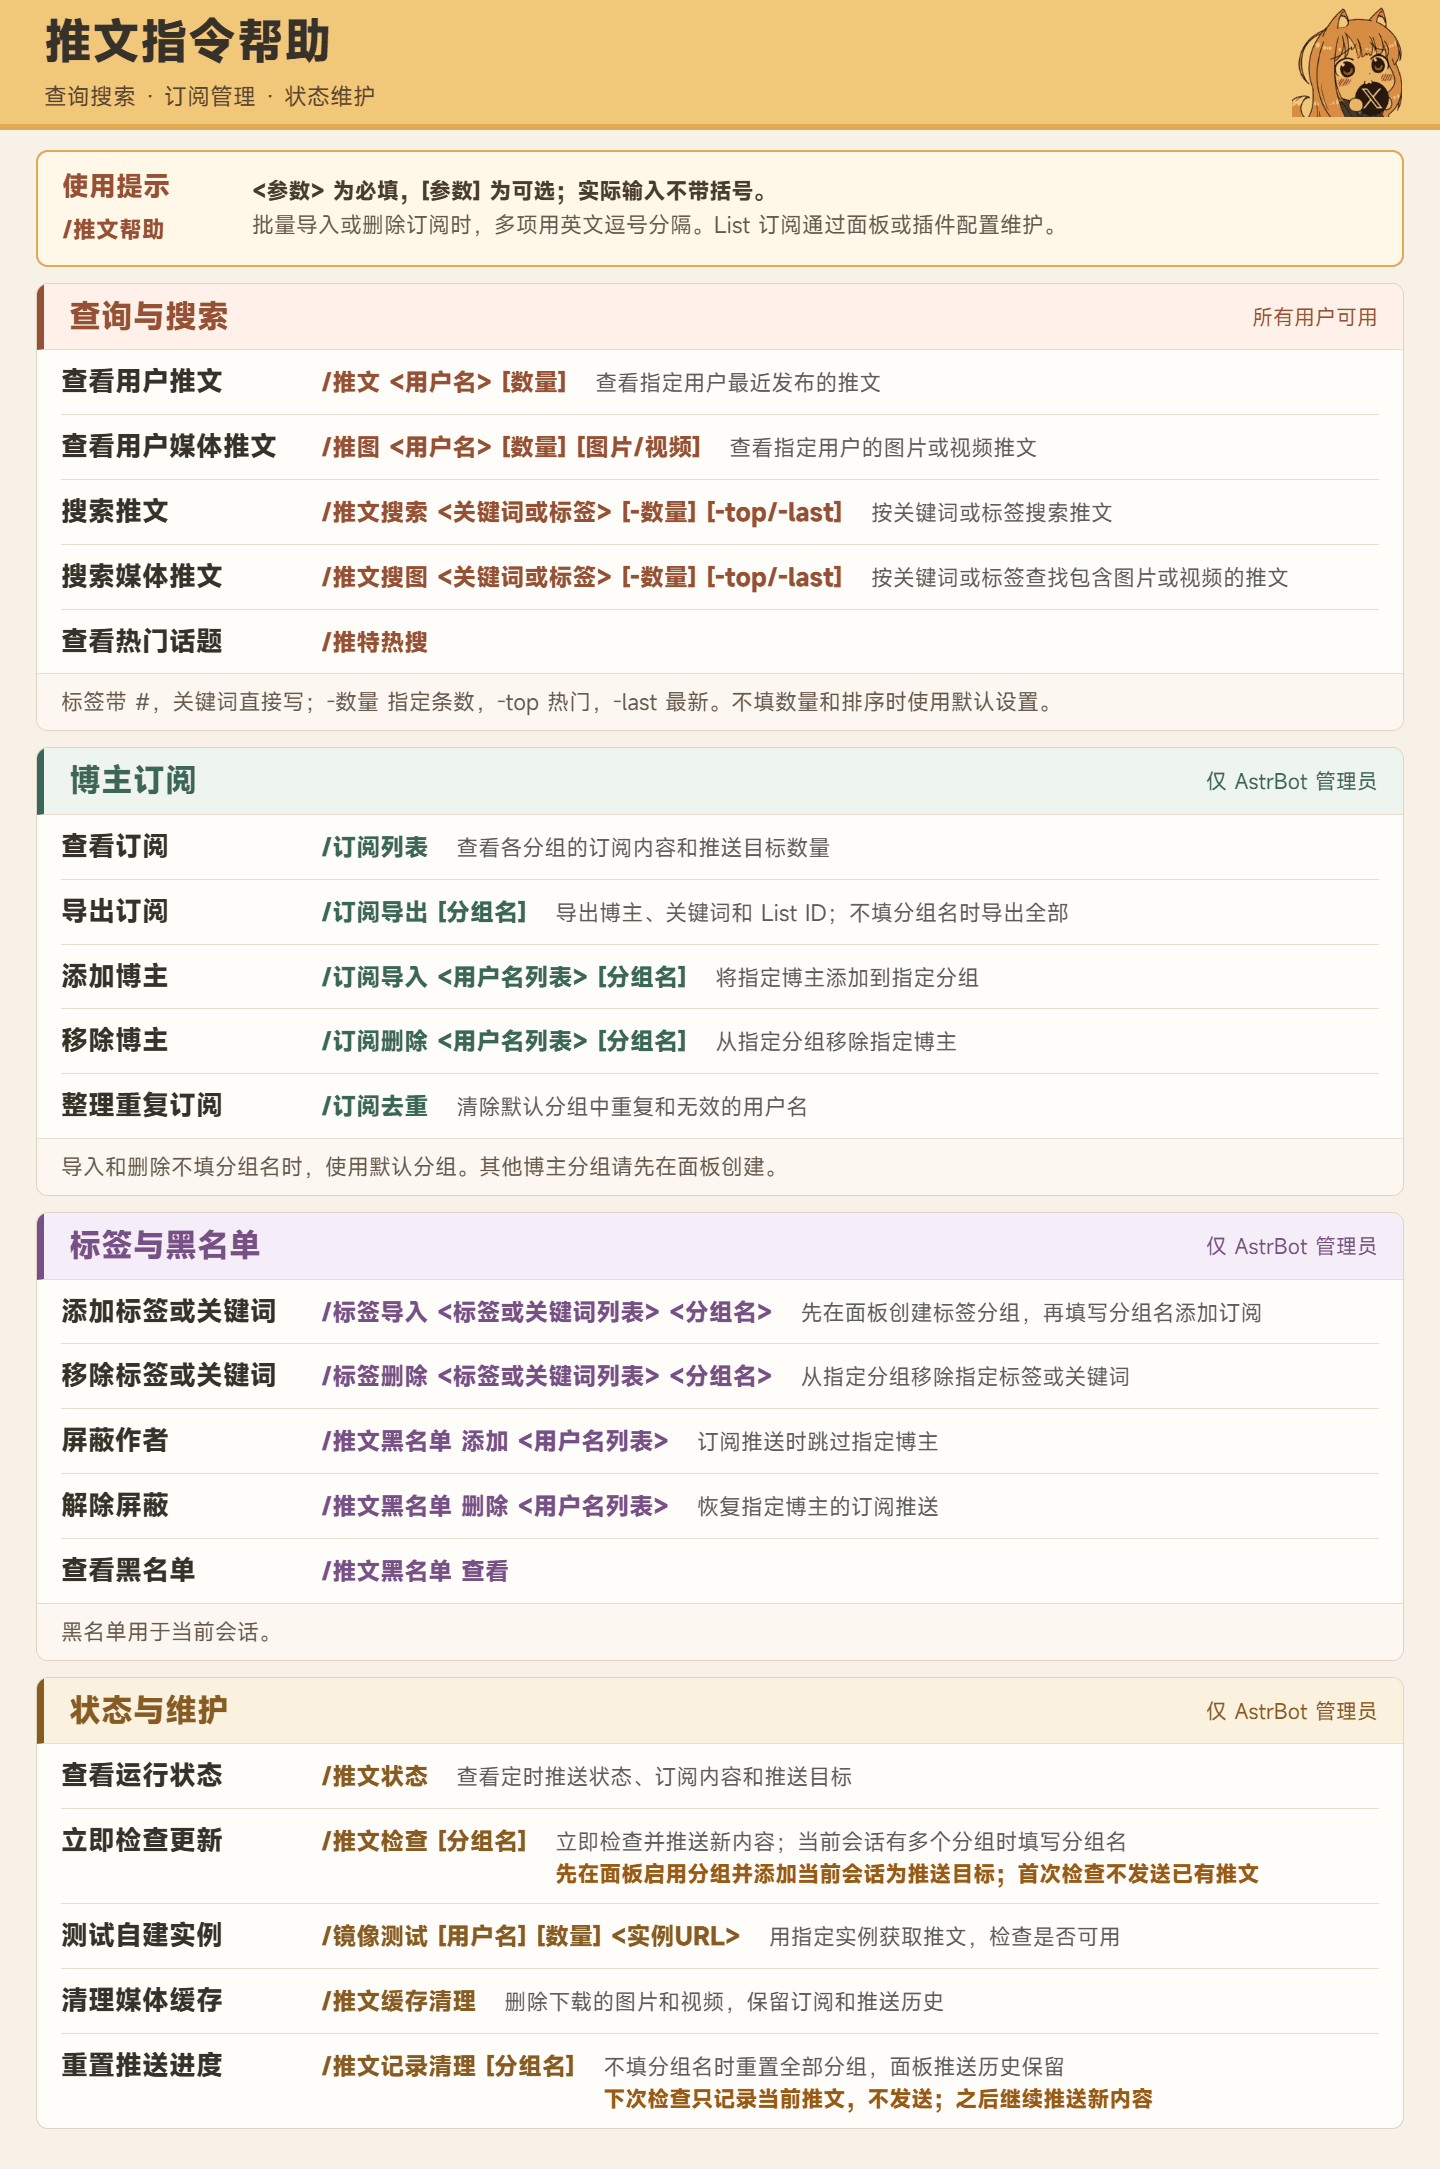 推文指令帮助
查询搜索 · 订阅管理 · 状态维护
使用提示
/推文帮助
<参数> 为必填，[参数] 为可选；实际输入不带括号。
批量导入或删除订阅时，多项用英文逗号分隔。List 订阅通过面板或插件配置维护。
查询与搜索 所有用户可用
查看用户推文 /推文 <用户名> [数量] 查看指定用户最近发布的推文
查看用户媒体推文 /推图 <用户名> [数量] [图片/视频] 查看指定用户的图片或视频推文
搜索推文 /推文搜索 <关键词或标签> [-数量] [-top/-last] 按关键词或标签搜索推文
搜索媒体推文 /推文搜图 <关键词或标签> [-数量] [-top/-last] 按关键词或标签查找包含图片或视频的推文
查看热门话题 /推特热搜
标签带 #，关键词直接写；-数量 指定条数，-top 热门，-last 最新。不填数量和排序时使用默认设置。
博主订阅 仅 AstrBot 管理员
查看订阅 /订阅列表 查看各分组的订阅内容和推送目标数量
导出订阅 /订阅导出 [分组名] 导出博主、关键词和 List ID；不填分组名时导出全部
添加博主 /订阅导入 <用户名列表> [分组名] 将指定博主添加到指定分组
移除博主 /订阅删除 <用户名列表> [分组名] 从指定分组移除指定博主
整理重复订阅 /订阅去重 清除默认分组中重复和无效的用户名
导入和删除不填分组名时，使用默认分组。其他博主分组请先在面板创建。
标签与黑名单 仅 AstrBot 管理员
添加标签或关键词 /标签导入 <标签或关键词列表> <分组名> 先在面板创建标签分组，再填写分组名添加订阅
移除标签或关键词 /标签删除 <标签或关键词列表> <分组名> 从指定分组移除指定标签或关键词
屏蔽作者 /推文黑名单 添加 <用户名列表> 订阅推送时跳过指定博主
解除屏蔽 /推文黑名单 删除 <用户名列表> 恢复指定博主的订阅推送
查看黑名单 /推文黑名单 查看
黑名单用于当前会话。
状态与维护 仅 AstrBot 管理员
查看运行状态 /推文状态 查看定时推送状态、订阅内容和推送目标
立即检查更新 /推文检查 [分组名] 立即检查并推送新内容；当前会话有多个分组时填写分组名
先在面板启用分组并添加当前会话为推送目标；首次检查不发送已有推文
测试自建实例 /镜像测试 [用户名] [数量] <实例URL> 用指定实例获取推文，检查是否可用
清理媒体缓存 /推文缓存清理 删除下载的图片和视频，保留订阅和推送历史
重置推送进度 /推文记录清理 [分组名] 不填分组名时重置全部分组，面板推送历史保留
下次检查只记录当前推文，不发送；之后继续推送新内容